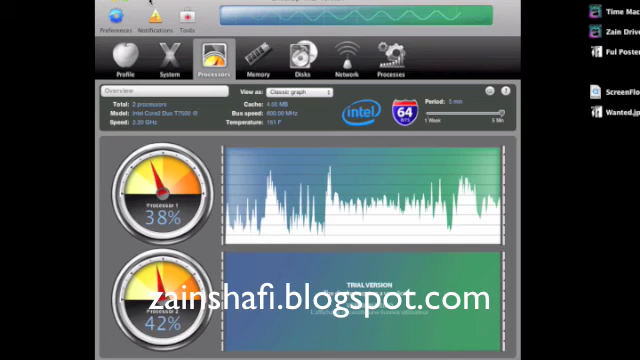 Preferences Notifications Tools
Profile System Processors Memory Disks Network Processes
Overview View as: Classic graph
Total: 2 processors Cache: 4.00 MB Period: 5 min
Model: Intel Core2 Duo T7500 @ Bus speed: 800.00 MHz
Speed: 2.20 GHz Temperature: 151 F 1 Week 5 Min
intel
64
BITS
Processor 1
38%
TRIAL VERSION
Processor 2
42%
zainshafi.blogspot.com
Time Mac
Zain Drive
Ful Poster
ScreenFlo
Wanted.jp